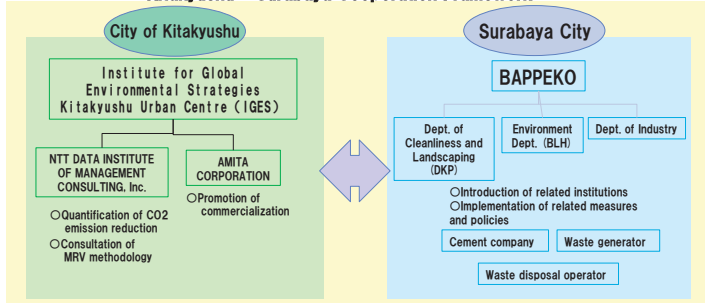 City of Kitakyushu
Institute for Global
Environmental Strategies
Kitakyushu Urban Centre (IGES)
NTT DATA INSTITUTE
OF MANAGEMENT
CONSULTING, Inc.
AMITA
CORPORATION
○Quantification of CO2
emission reduction
○Consultation of
MRV methodology
○Promotion of
commercialization
Surabaya City
BAPPEKO
Dept. of
Cleanliness and
Landscaping
(DKP)
Environment
Dept. (BLH)
Dept. of Industry
○Introduction of related institutions
○Implementation of related measures
and policies
Cement company
Waste generator
Waste disposal operator